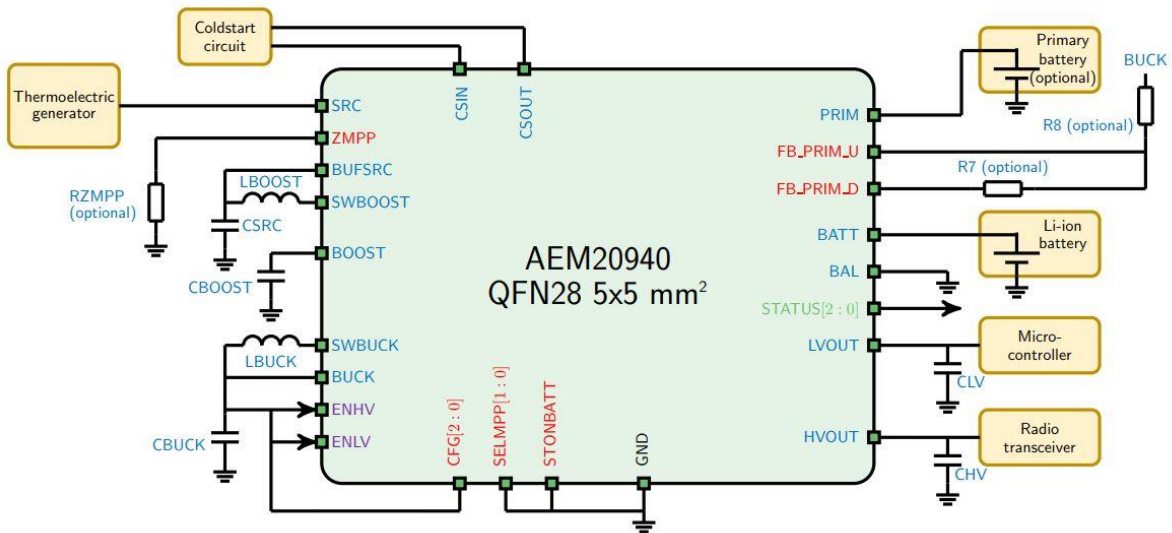 Coldstart
circuit
Thermoelectric
generator
Primary
battery
(optional)
BUCK
CSIN
CSOUT
SRC
PRIM
R8 (optional)
ZMPP
FB_PRIM_U
BUFSRC
R7 (optional)
LBOOST
FB_PRIM_D
RZMPP
(optional)
SWBOOST
CSRC
BATT
Li-ion
battery
BOOST
AEM20940
QFN28 5x5 mm²
BAL
CBOOST
STATUS[2 : 0]
SWBUCK
LVOUT
Micro-
controller
LBUCK
BUCK
CLV
ENHV
CBUCK
ENLV
CFG[2 : 0]
SELMPP[1 : 0]
STONBATT
GND
HVOUT
Radio
transceiver
CHV